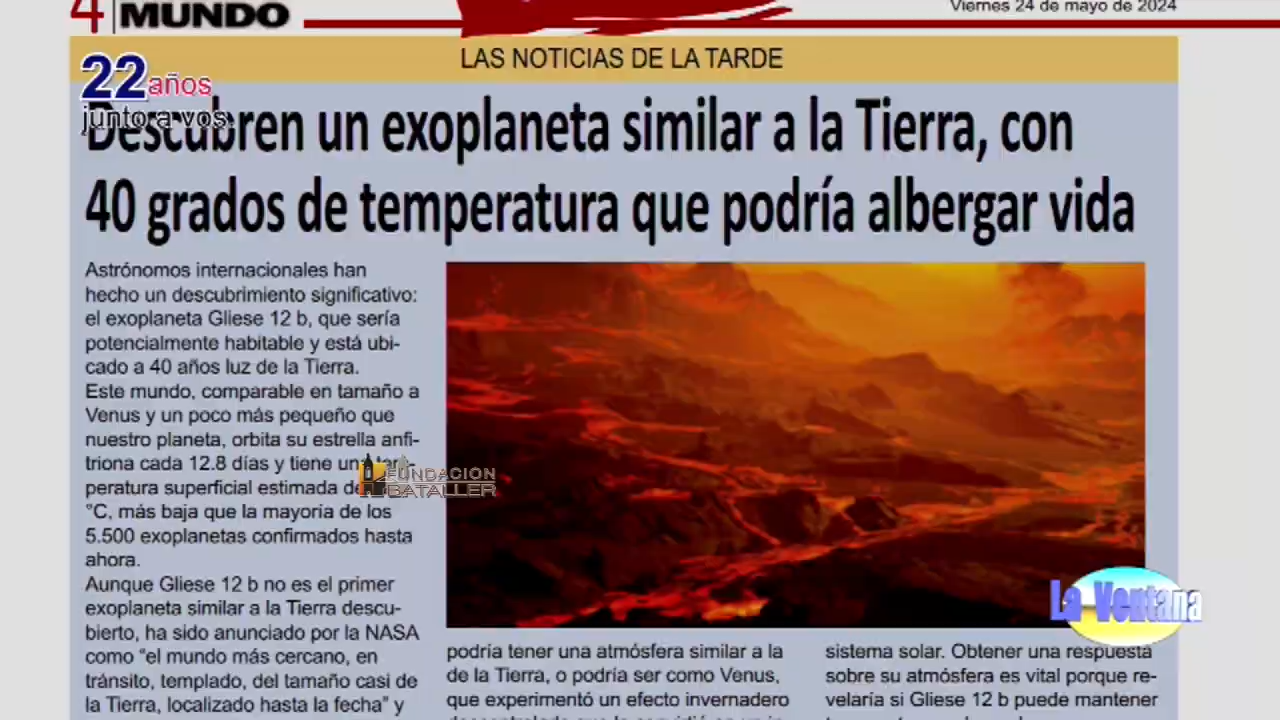 4 MUNDO
Viernes 24 de mayo de 2024
LAS NOTICIAS DE LA TARDE
22 años
junto a vos.
Descubren un exoplaneta similar a la Tierra, con
40 grados de temperatura que podría albergar vida
Astrónomos internacionales han
hecho un descubrimiento significativo:
el exoplaneta Gliese 12 b, que sería
potencialmente habitable y está ubi-
cado a 40 años luz de la Tierra.
Este mundo, comparable en tamaño a
Venus y un poco más pequeño que
nuestro planeta, orbita su estrella anfi-
triona cada 12.8 días y tiene una tem-
peratura superficial estimada de
°C, más baja que la mayoría de los
5.500 exoplanetas confirmados hasta
ahora.
Aunque Gliese 12 b no es el primer
exoplaneta similar a la Tierra descu-
bierto, ha sido anunciado por la NASA
como “el mundo más cercano, en
tránsito, templado, del tamaño casi de
la Tierra, localizado hasta la fecha” y
FUNDACION
BATALLER
La Ventana
podría tener una atmósfera similar a la
de la Tierra, o podría ser como Venus,
que experimentó un efecto invernadero
sistema solar. Obtener una respuesta
sobre su atmósfera es vital porque re-
velaría si Gliese 12 b puede mantener